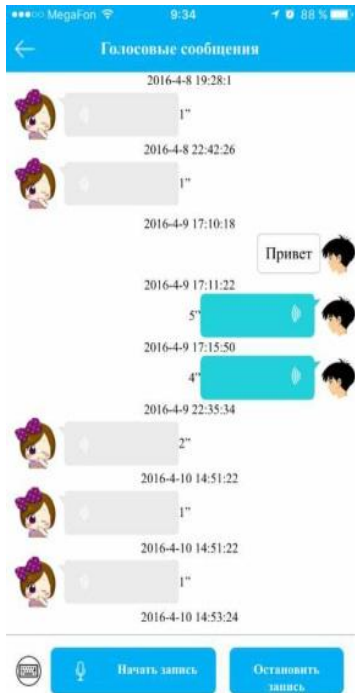 MegaFon 9:34 88 %
Голосовые сообщения
2016-4-8 19:28:1
1”
2016-4-8 22:42:26
1”
2016-4-9 17:10:18
Привет
2016-4-9 17:11:22
5”
2016-4-9 17:15:50
4”
2016-4-9 22:35:34
2”
2016-4-10 14:51:22
1”
2016-4-10 14:51:22
1”
2016-4-10 14:53:24
Начать запись
Остановить
запись